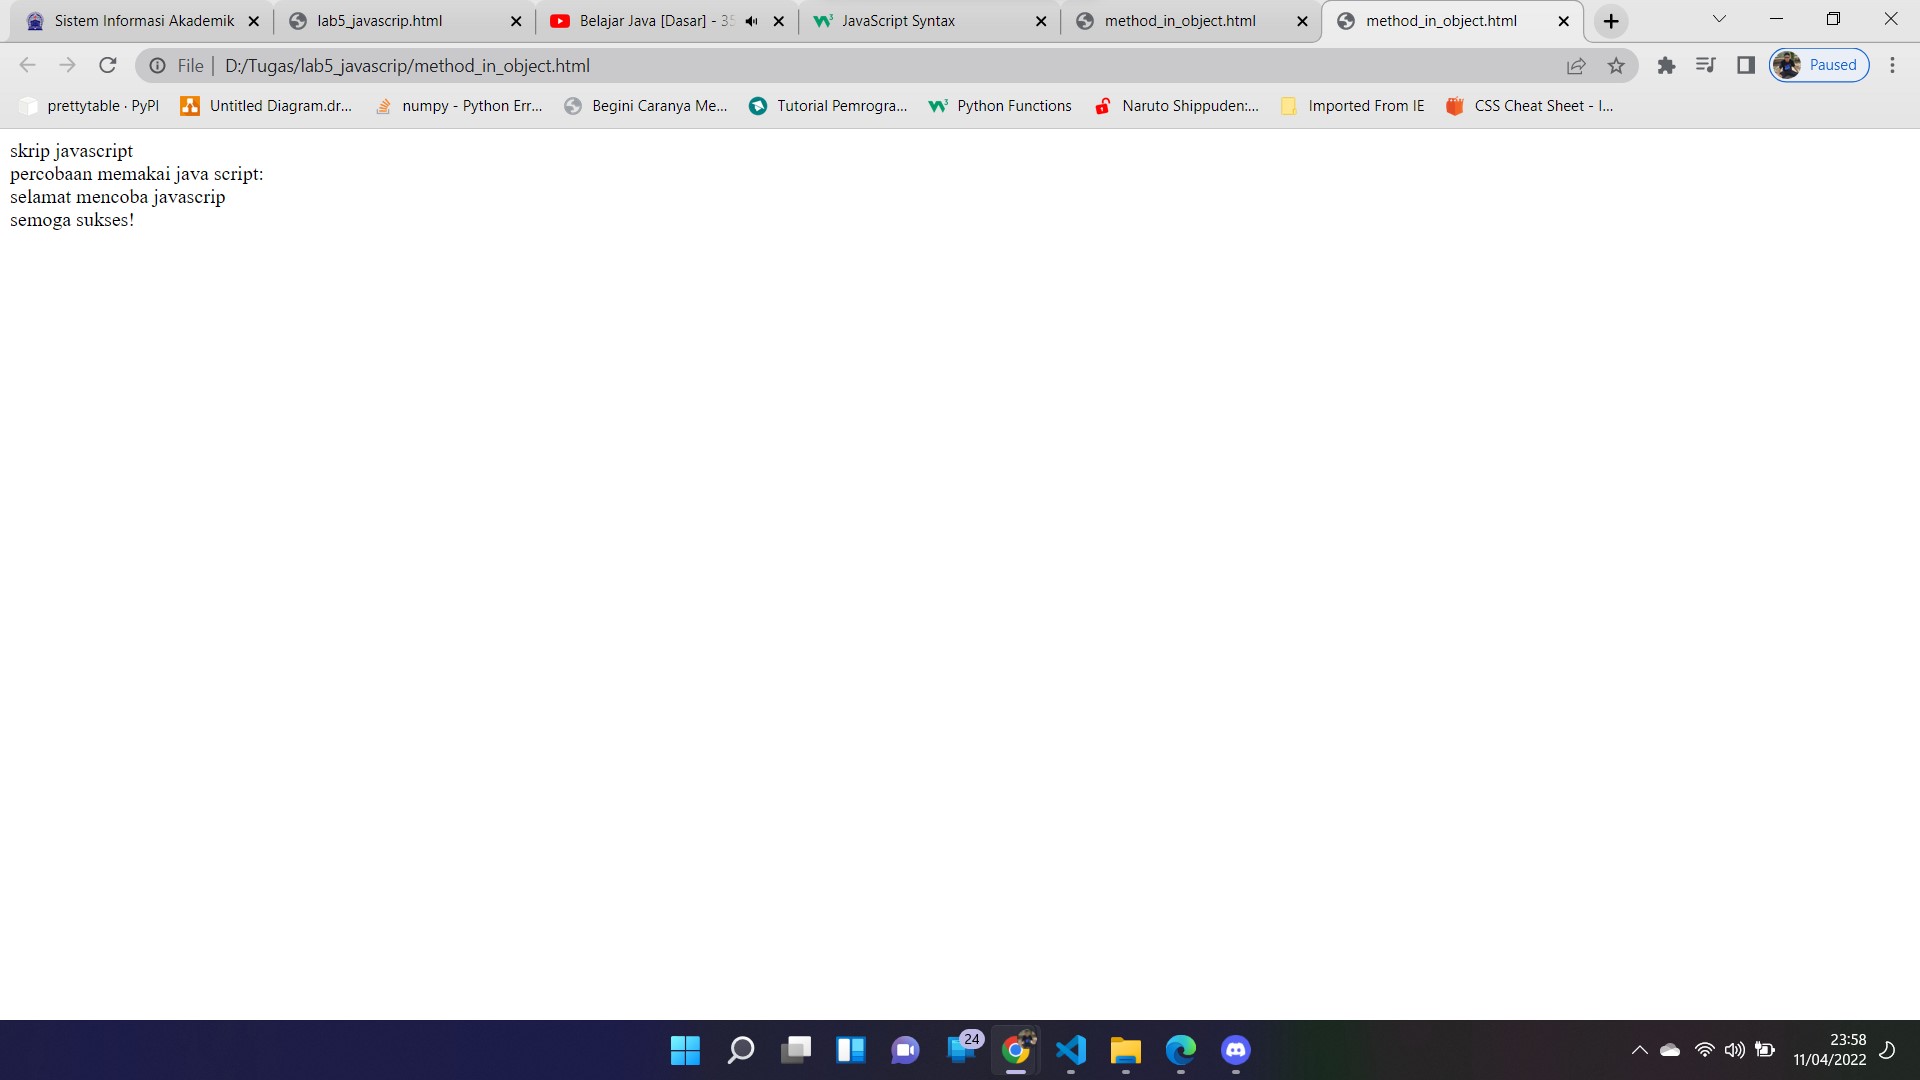 Sistem Informasi Akademik
lab5_javascrip.html
Belajar Java [Dasar] - 35
JavaScript Syntax
method_in_object.html
method_in_object.html
File
D:/Tugas/lab5_javascrip/method_in_object.html
Paused
prettytable · PyPI
Untitled Diagram.dr...
numpy - Python Err...
Begini Caranya Me...
Tutorial Pemrogra...
Python Functions
Naruto Shippuden:...
Imported From IE
CSS Cheat Sheet - I...
skrip javascript
percobaan memakai java script:
selamat mencoba javascrip
semoga sukses!
24
23:58
11/04/2022